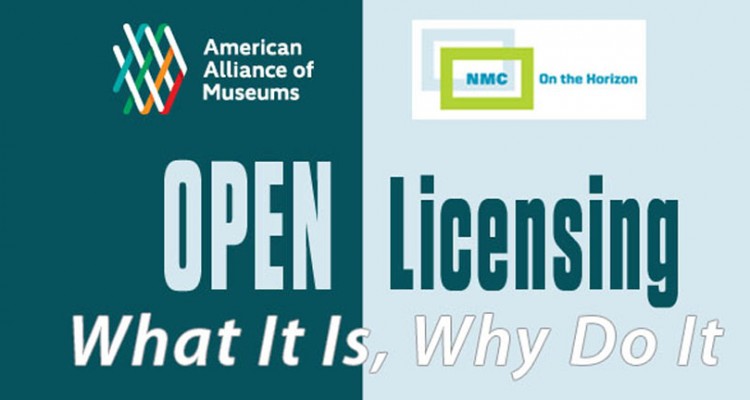 American
Alliance of
Museums
NMC On the Horizon
OPEN Licensing
What It Is, Why Do It